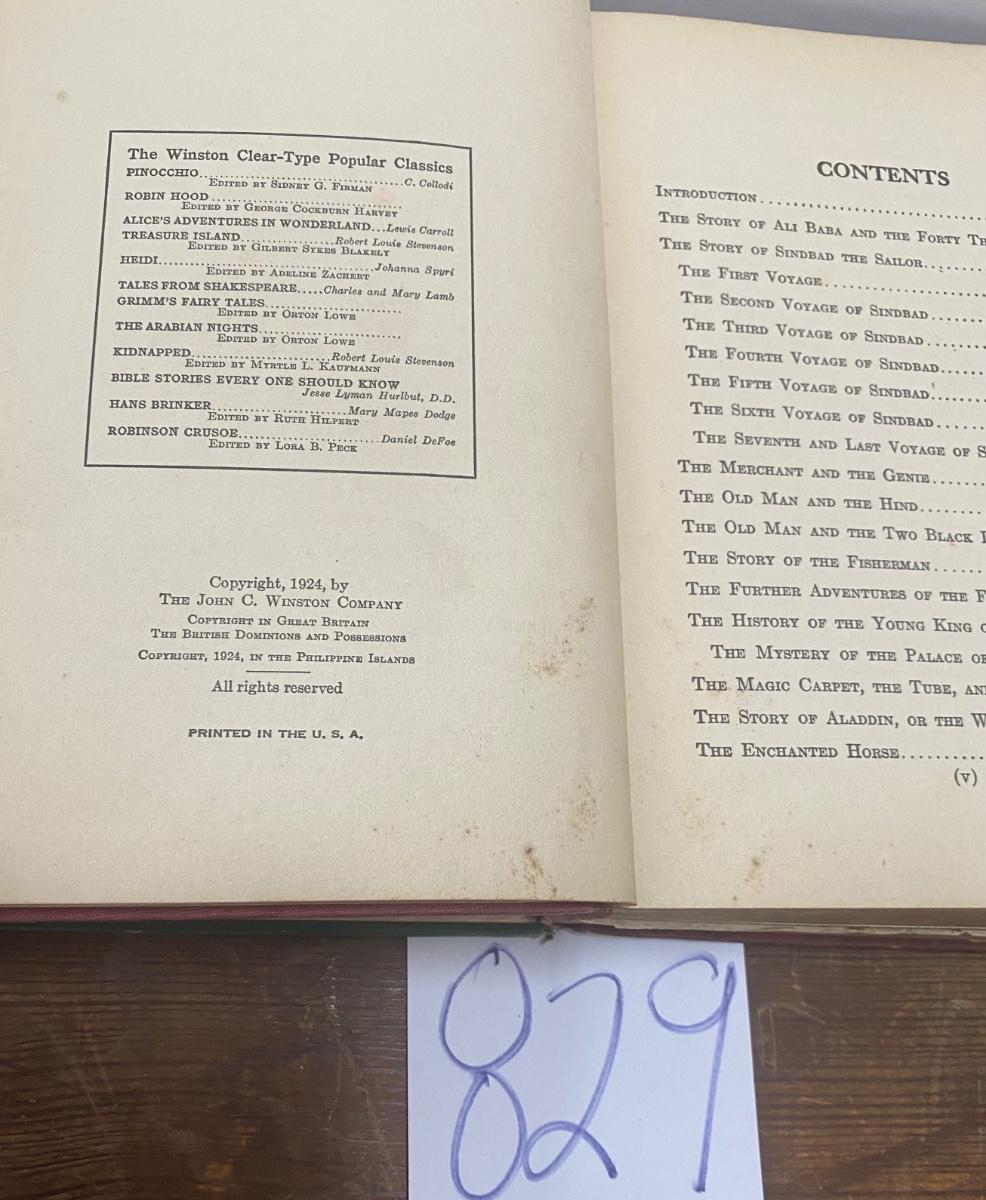 The Winston Clear-Type Popular Classics
PINOCCHIO..............................C. Collodi
EDITED BY SIDNEY G. FIRMAN
ROBIN HOOD..............................
EDITED BY GEORGE COCKBURN HARVEY
ALICE'S ADVENTURES IN WONDERLAND...Lewis Carroll
TREASURE ISLAND..................Robert Louis Stevenson
EDITED BY GILBERT SYKES BLAKELY
HEIDI..................................Johanna Spyri
EDITED BY ADELINE ZACHERT
TALES FROM SHAKESPEARE.....Charles and Mary Lamb
GRIMM'S FAIRY TALES......................
EDITED BY ORTON LOWE
THE ARABIAN NIGHTS.......................
EDITED BY ORTON LOWE
KIDNAPPED.......................Robert Louis Stevenson
EDITED BY MYRTLE L. KAUFMANN
BIBLE STORIES EVERY ONE SHOULD KNOW
Jesse Lyman Hurlbut, D.D.
HANS BRINKER......................Mary Mapes Dodge
EDITED BY RUTH HILPERT
ROBINSON CRUSOE.......................Daniel DeFoe
EDITED BY LORA B. PECK
Copyright, 1924, by
THE JOHN C. WINSTON COMPANY
COPYRIGHT IN GREAT BRITAIN
THE BRITISH DOMINIONS AND POSSESSIONS
COPYRIGHT, 1924, IN THE PHILIPPINE ISLANDS
All rights reserved
PRINTED IN THE U. S. A.
CONTENTS
INTRODUCTION..............................
THE STORY OF ALI BABA AND THE FORTY TH
THE STORY OF SINDBAD THE SAILOR........
THE FIRST VOYAGE......................
THE SECOND VOYAGE OF SINDBAD.......
THE THIRD VOYAGE OF SINDBAD........
THE FOURTH VOYAGE OF SINDBAD......
THE FIFTH VOYAGE OF SINDBAD.......
THE SIXTH VOYAGE OF SINDBAD.......
THE SEVENTH AND LAST VOYAGE OF S
THE MERCHANT AND THE GENIE.......
THE OLD MAN AND THE HIND.........
THE OLD MAN AND THE TWO BLACK
THE STORY OF THE FISHERMAN.......
THE FURTHER ADVENTURES OF THE F
THE HISTORY OF THE YOUNG KING O
THE MYSTERY OF THE PALACE OF
THE MAGIC CARPET, THE TUBE, AN
THE STORY OF ALADDIN, OR THE W
THE ENCHANTED HORSE..........
(v)
829